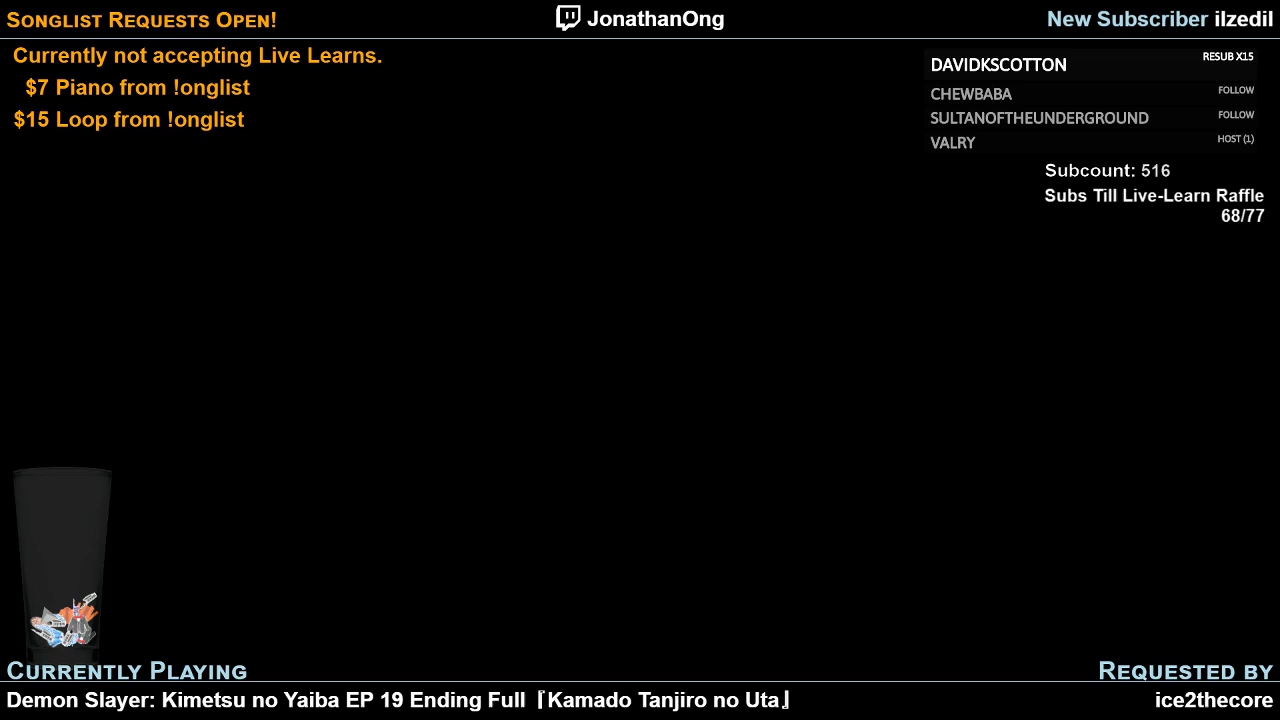 Songlist Requests Open!
JonathanOng
New Subscriber ilzedil
Currently not accepting Live Learns.
$7 Piano from !onglist
$15 Loop from !onglist
DAVIDKSCOTTON RESUB X15
CHEWBABA FOLLOW
SULTANOFTHEUNDERGROUND FOLLOW
VALRY HOST (1)
Subcount: 516
Subs Till Live-Learn Raffle
68/77
Currently Playing
Requested by
Demon Slayer: Kimetsu no Yaiba EP 19 Ending Full『Kamado Tanjiro no Uta』
ice2thecore